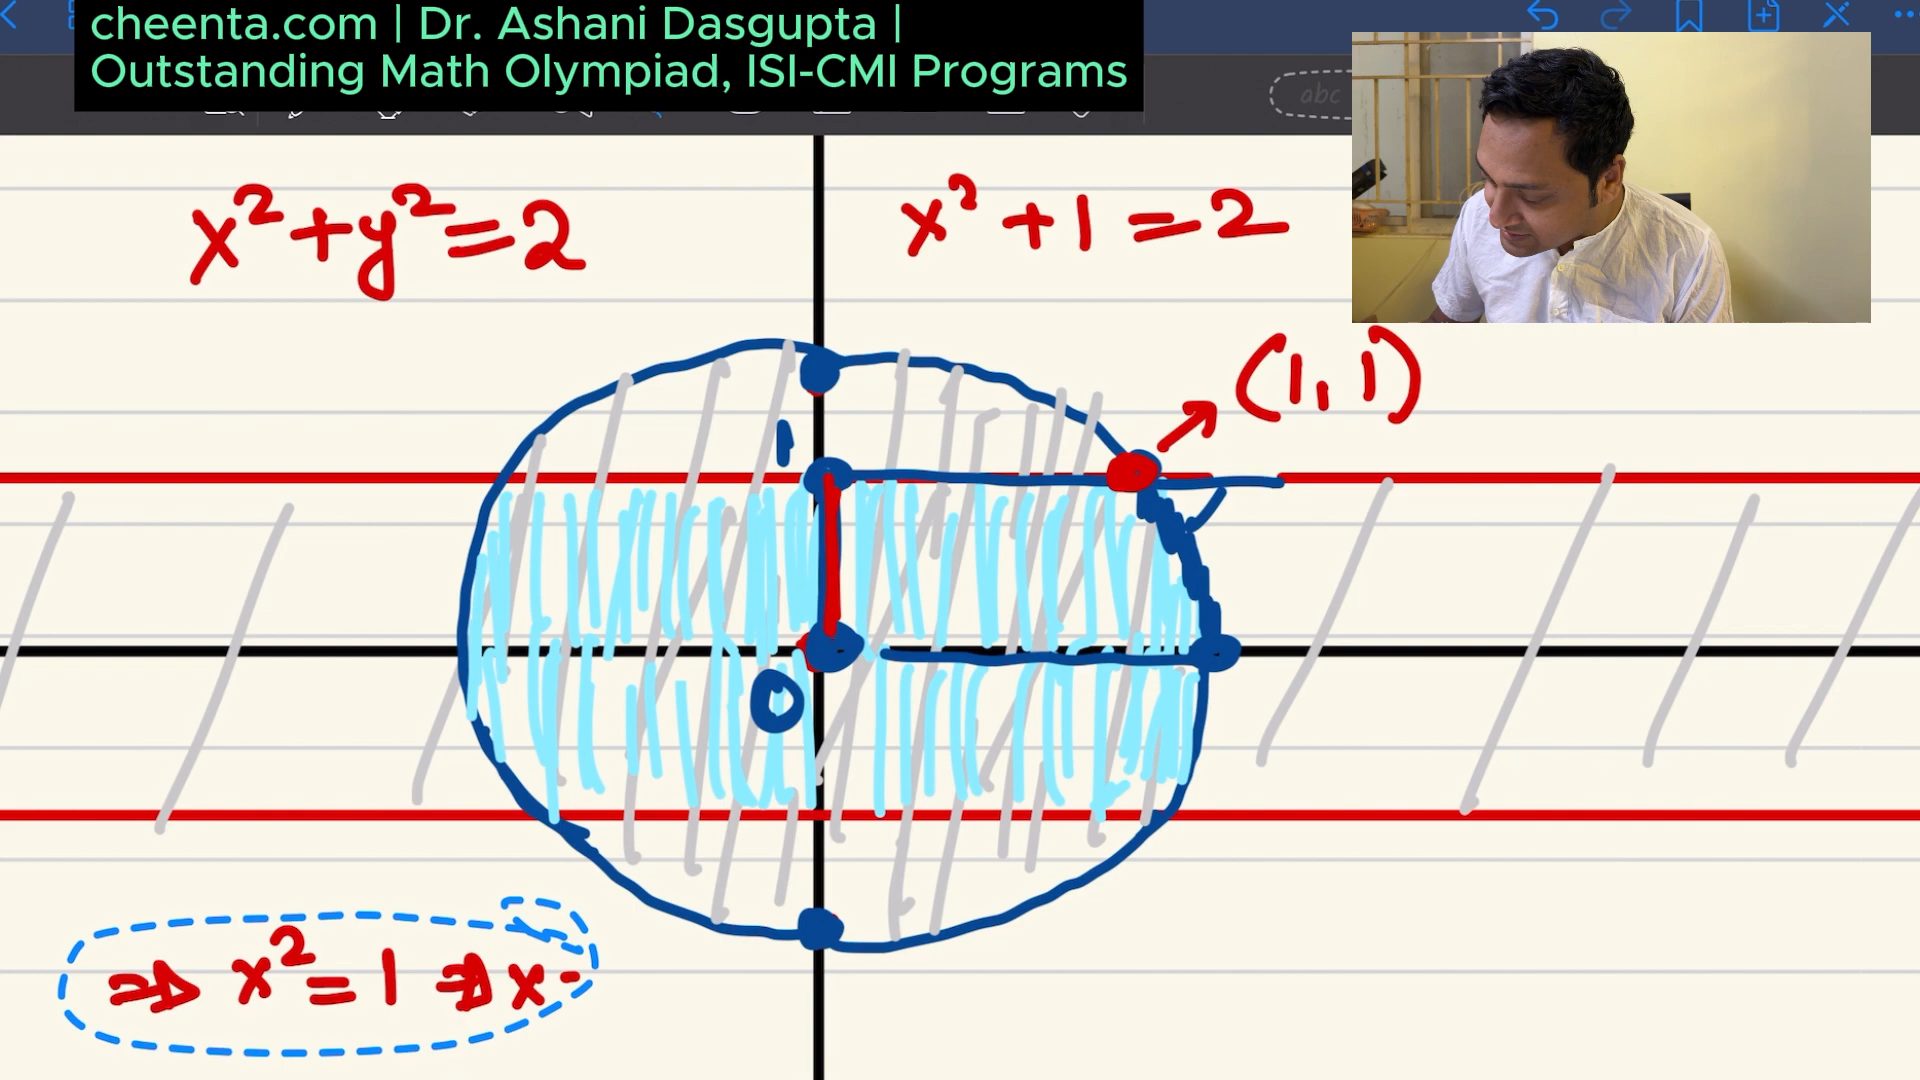 cheenta.com | Dr. Ashani Dasgupta |
Outstanding Math Olympiad, ISI-CMI Programs
abc
x²+y²=2
x²+1=2
(1,1)
1
0
⇒ x²=1 ⇒ x=